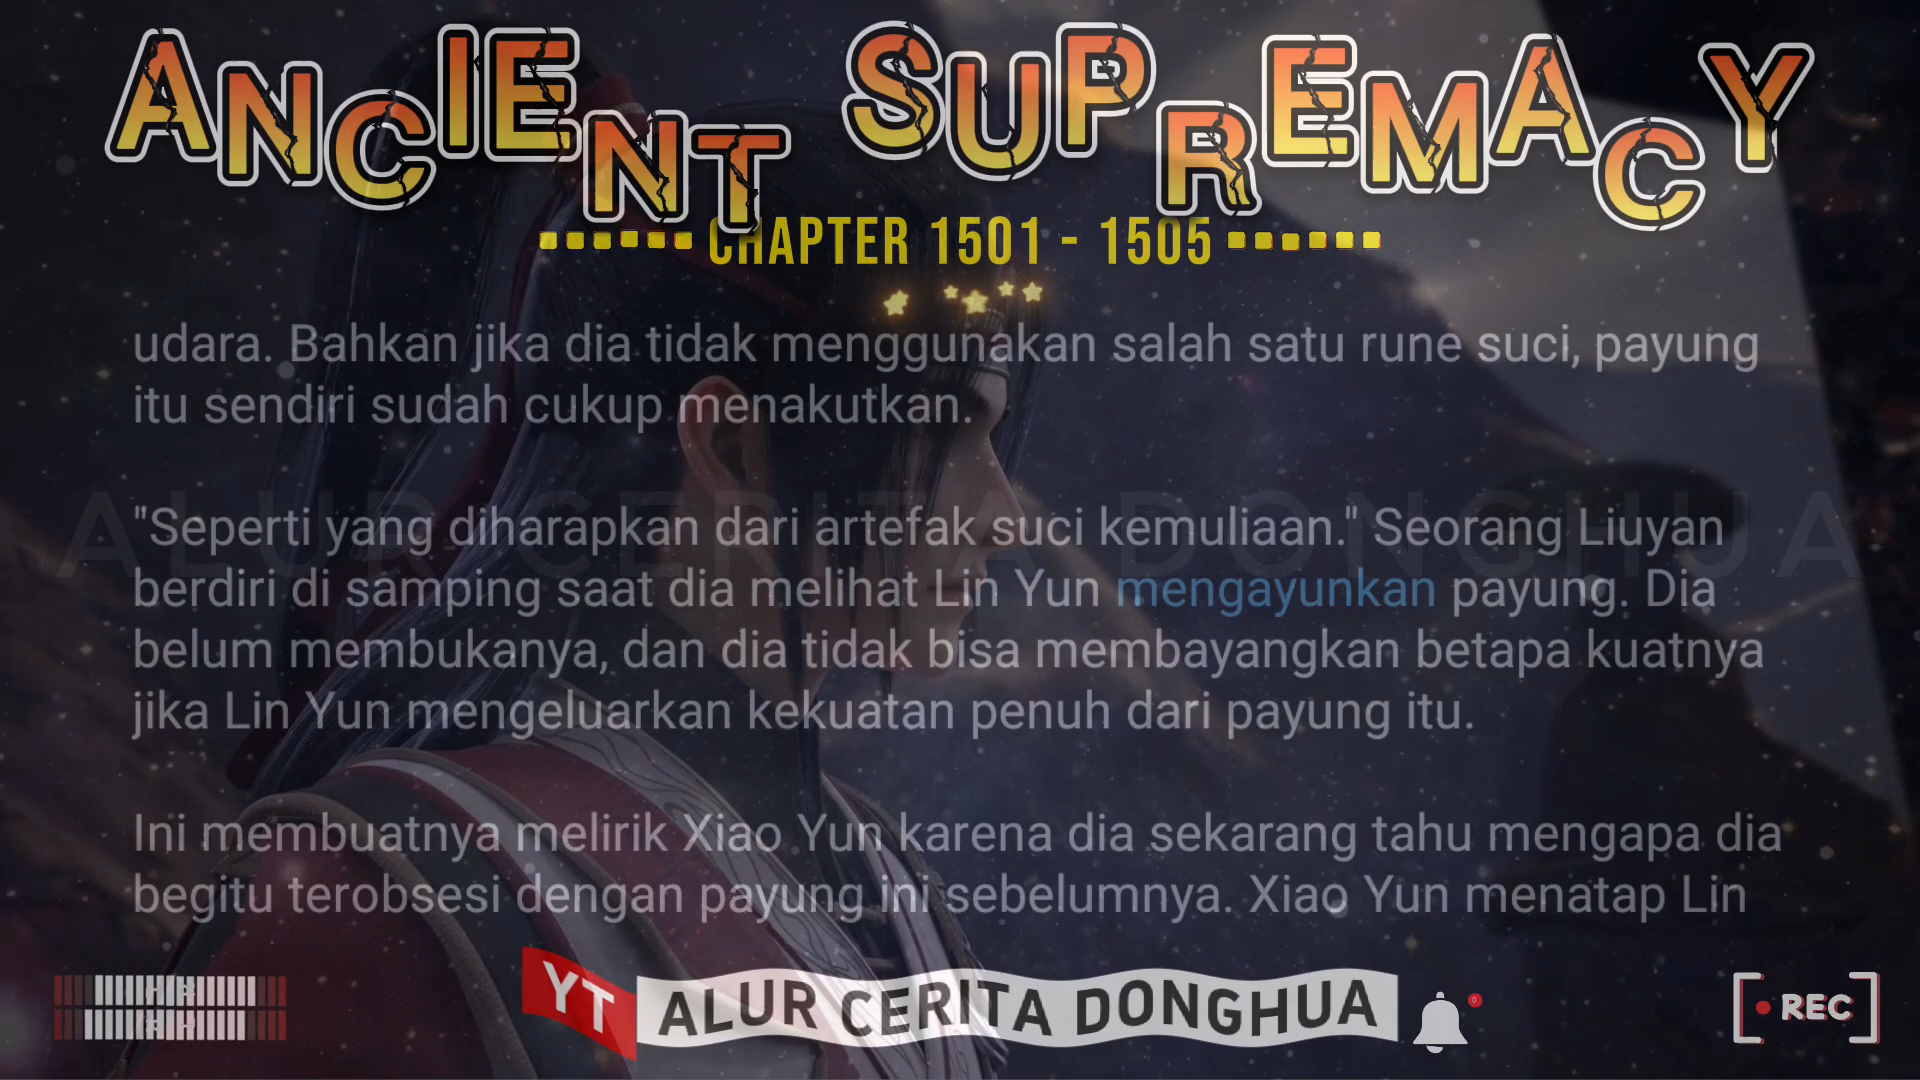 ANCIENT SUPREMACY
CHAPTER 1501 - 1505
udara. Bahkan jika dia tidak menggunakan salah satu rune suci, payung
itu sendiri sudah cukup menakutkan.
"Seperti yang diharapkan dari artefak suci kemuliaan." Seorang Liuyan
berdiri di samping saat dia melihat Lin Yun mengayunkan payung. Dia
belum membukanya, dan dia tidak bisa membayangkan betapa kuatnya
jika Lin Yun mengeluarkan kekuatan penuh dari payung itu.
Ini membuatnya melirik Xiao Yun karena dia sekarang tahu mengapa dia
begitu terobsesi dengan payung ini sebelumnya. Xiao Yun menatap Lin
ALUR CERITA DONGHUA
YT ALUR CERITA DONGHUA
REC